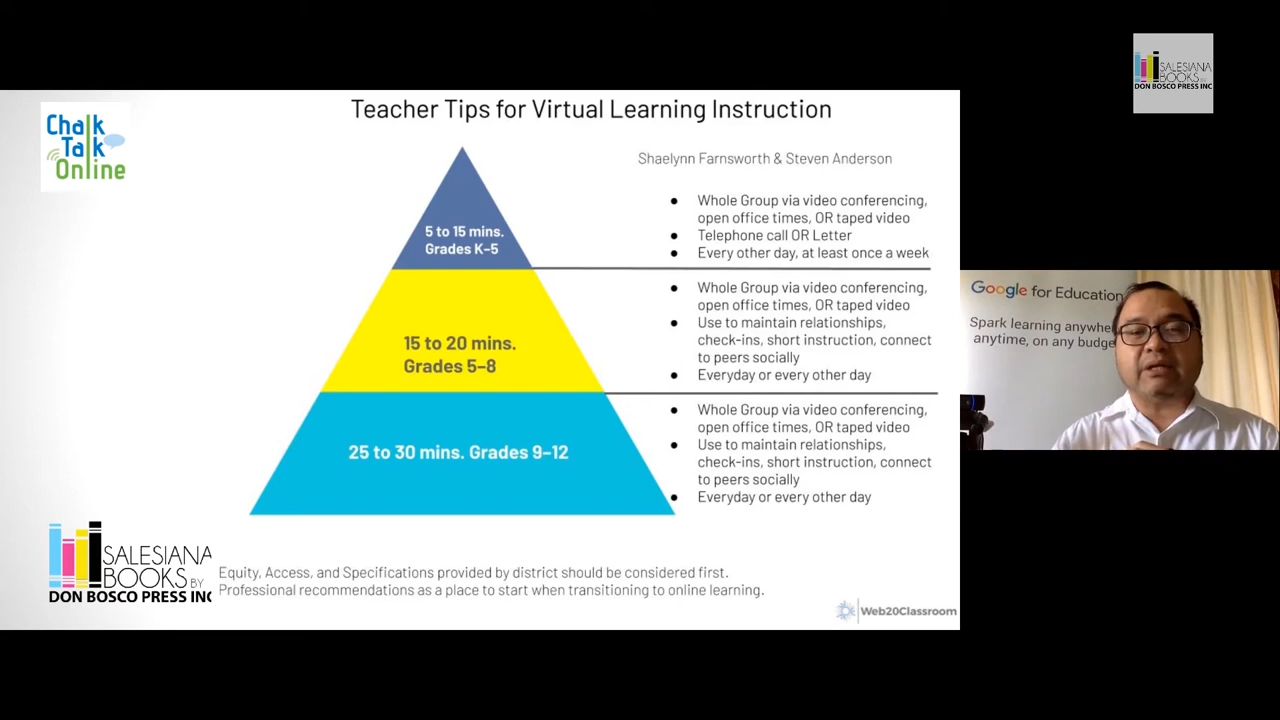 Chalk
Talk
Online
Teacher Tips for Virtual Learning Instruction
Shaelynn Farnsworth & Steven Anderson
5 to 15 mins.
Grades K–5
● Whole Group via video conferencing,
open office times, OR taped video
● Telephone call OR Letter
● Every other day, at least once a week
15 to 20 mins.
Grades 5–8
● Whole Group via video conferencing,
open office times, OR taped video
● Use to maintain relationships,
check-ins, short instruction, connect
to peers socially
● Everyday or every other day
25 to 30 mins. Grades 9–12
● Whole Group via video conferencing,
open office times, OR taped video
● Use to maintain relationships,
check-ins, short instruction, connect
to peers socially
● Everyday or every other day
Equity, Access, and Specifications provided by district should be considered first.
Professional recommendations as a place to start when transitioning to online learning.
Web20Classroom
SALESIANA
BOOKS BY
DON BOSCO PRESS INC
SALESIANA
BOOKS BY
DON BOSCO PRESS INC
Google for Education
Spark learning anywhe
anytime, on any budge